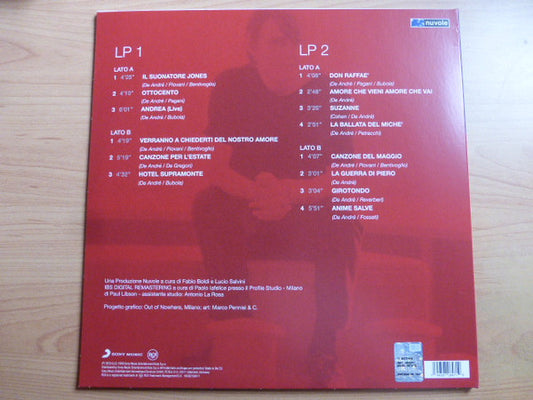 nuvole
LP 1
LATO A
1 4'05" IL SUONATORE JONES
(De André / Piovani / Bentivoglio)
2 4'10" OTTOCENTO
(De André / Pagani)
3 6'01" ANDREA (Live)
(De André / Bubola)
LATO B
1 4'19" VERRANNO A CHIEDERTI DEL NOSTRO AMORE
(De André / Piovani / Bentivoglio)
2 5'19" CANZONE PER L'ESTATE
(De André / De Gregori)
3 4'32" HOTEL SUPRAMONTE
(De André / Bubola)
LP 2
LATO A
1 4'08" DON RAFFAE'
(De André / Pagani / Bubola)
2 2'48" AMORE CHE VIENI AMORE CHE VAI
(De André)
3 3'25" SUZANNE
(Cohen / De André)
4 2'51" LA BALLATA DEL MICHE'
(De André / Petracchi)
LATO B
1 4'07" CANZONE DEL MAGGIO
(De André / Piovani / Bentivoglio)
2 3'01" LA GUERRA DI PIERO
(De André)
3 3'04" GIROTONDO
(De André / Reverberi)
4 5'51" ANIME SALVE
(De André / Fossati)
Una Produzione Nuvole a cura di Fabio Boldi e Lucio Salvini
IBS DIGITAL REMASTERING a cura di Paolo Iafelice presso il Profile Studio - Milano
di Paul Libson - assistente studio: Antonio La Rosa
Progetto grafico: Out of Nowhere, Milano; art: Marco Pennisi & C.
SONY MUSIC
RCA